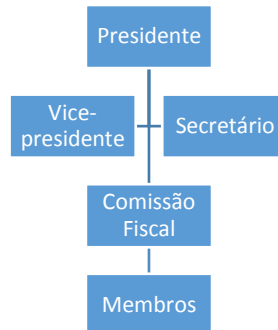 Presidente
Vice-
presidente
Secretário
Comissão
Fiscal
Membros